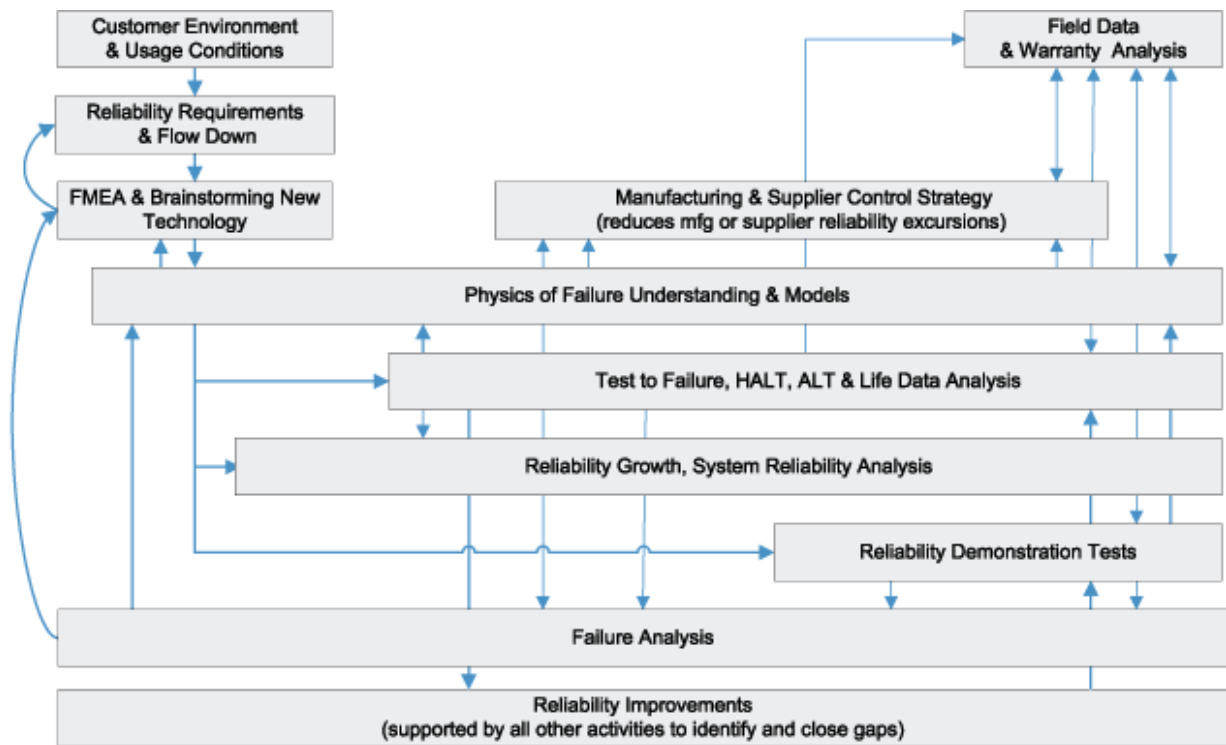 Customer Environment
& Usage Conditions
Field Data
& Warranty Analysis
Reliability Requirements
& Flow Down
FMEA & Brainstorming New
Technology
Manufacturing & Supplier Control Strategy
(reduces mfg or supplier reliability excursions)
Physics of Failure Understanding & Models
Test to Failure, HALT, ALT & Life Data Analysis
Reliability Growth, System Reliability Analysis
Reliability Demonstration Tests
Failure Analysis
Reliability Improvements
(supported by all other activities to identify and close gaps)